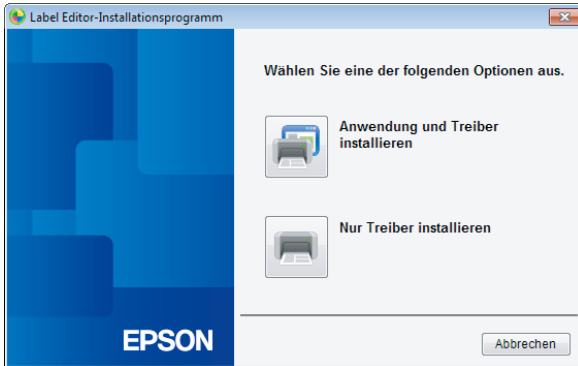 Label Editor-Installationsprogramm
Wählen Sie eine der folgenden Optionen aus.
Anwendung und Treiber
installieren
Nur Treiber installieren
EPSON
Abbrechen